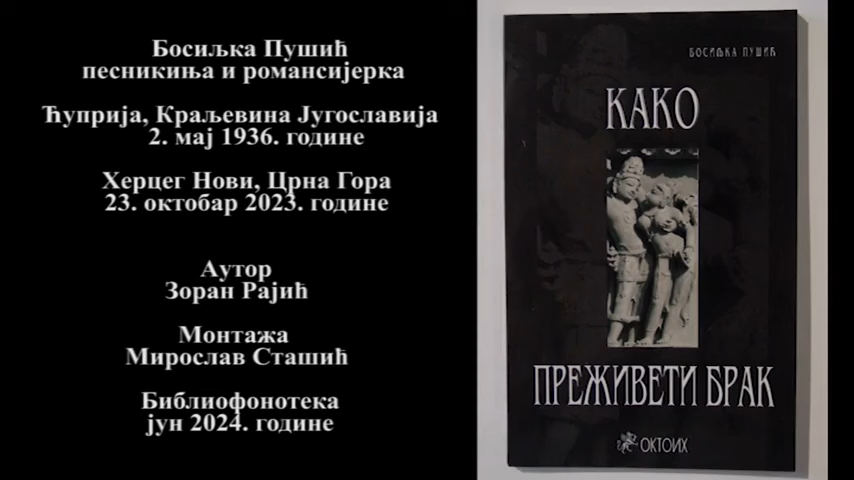 Босиљка Пушић
песникиња и романсијерка
Ћуприја, Краљевина Југославија
2. мај 1936. године
Херцег Нови, Црна Гора
23. октобар 2023. године
Аутор
Зоран Рајић
Монтажа
Мирослав Сташић
Библиофонотека
јун 2024. године
БОСИЉКА ПУШИЋ
КАКО
ПРЕЖИВЕТИ БРАК
ОКТОИХ